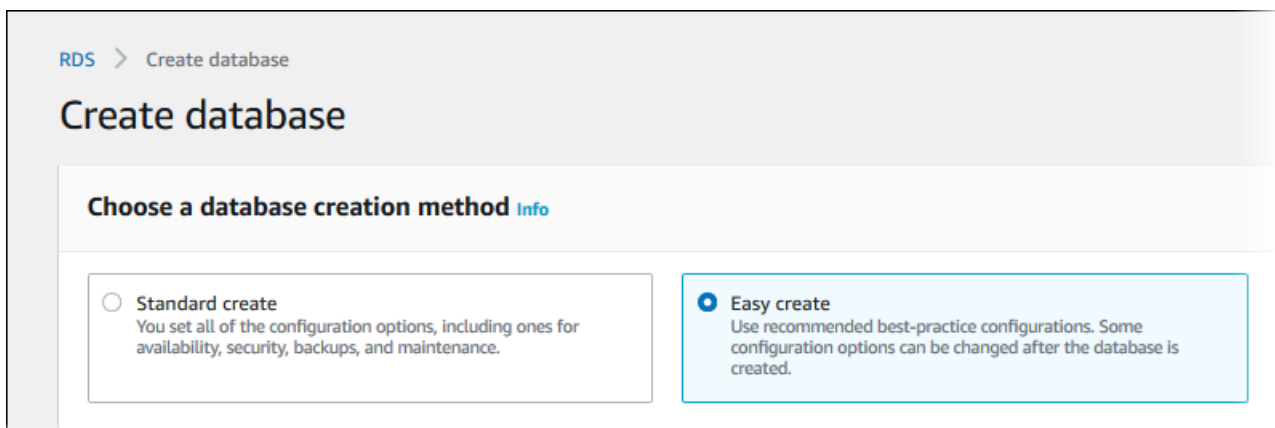 RDS > Create database
Create database
Choose a database creation method Info
Standard create
You set all of the configuration options, including ones for
availability, security, backups, and maintenance.
Easy create
Use recommended best-practice configurations. Some
configuration options can be changed after the database is
created.